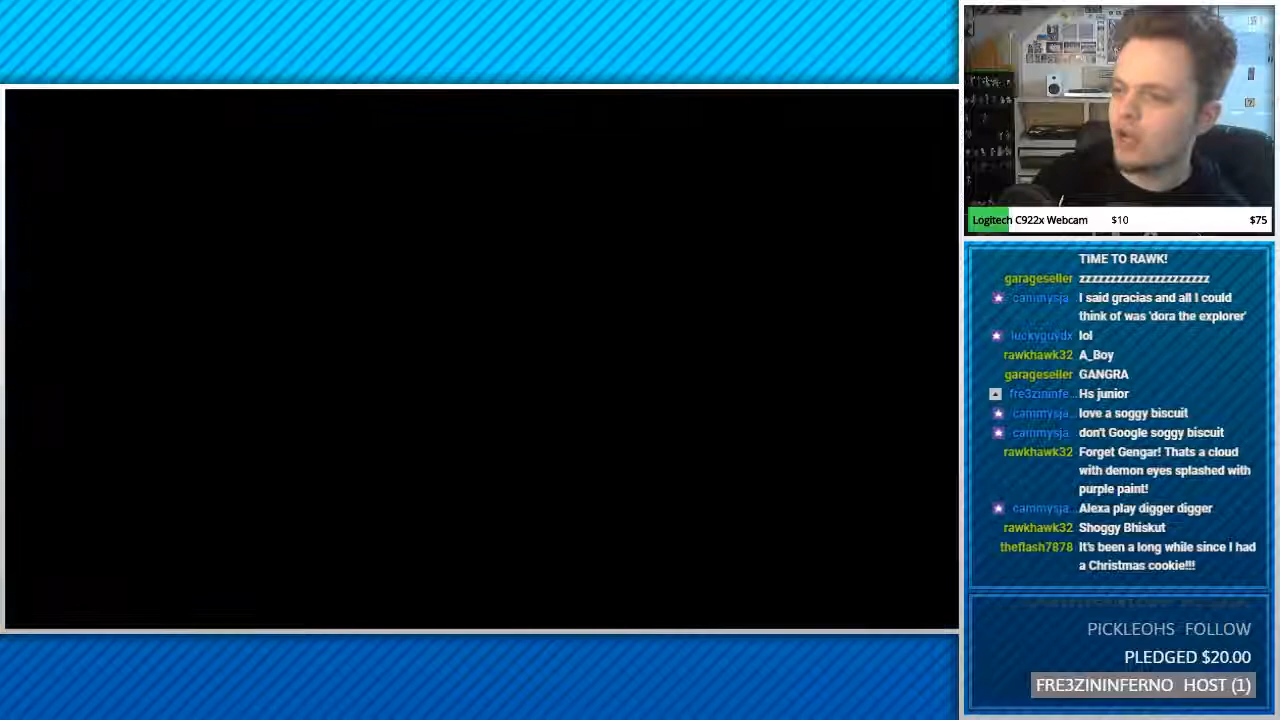 Logitech C922x Webcam $10 $75
TIME TO RAWK!
garageseller zzzzzzzzzzzzzzzzzzzzz
cammysja... I said gracias and all I could
think of was 'dora the explorer'
luckyguydx lol
rawkhawk32 A_Boy
garageseller GANGRA
fre3zininfe... Hs junior
cammysja... love a soggy biscuit
cammysja... don't Google soggy biscuit
rawkhawk32 Forget Gengar! Thats a cloud
with demon eyes splashed with
purple paint!
cammysja... Alexa play digger digger
rawkhawk32 Shoggy Bhiskut
theflash7878 It's been a long while since I had
a Christmas cookie!!!
PICKLEOHS FOLLOW
PLEDGED $20.00
FRE3ZININFERNO HOST (1)